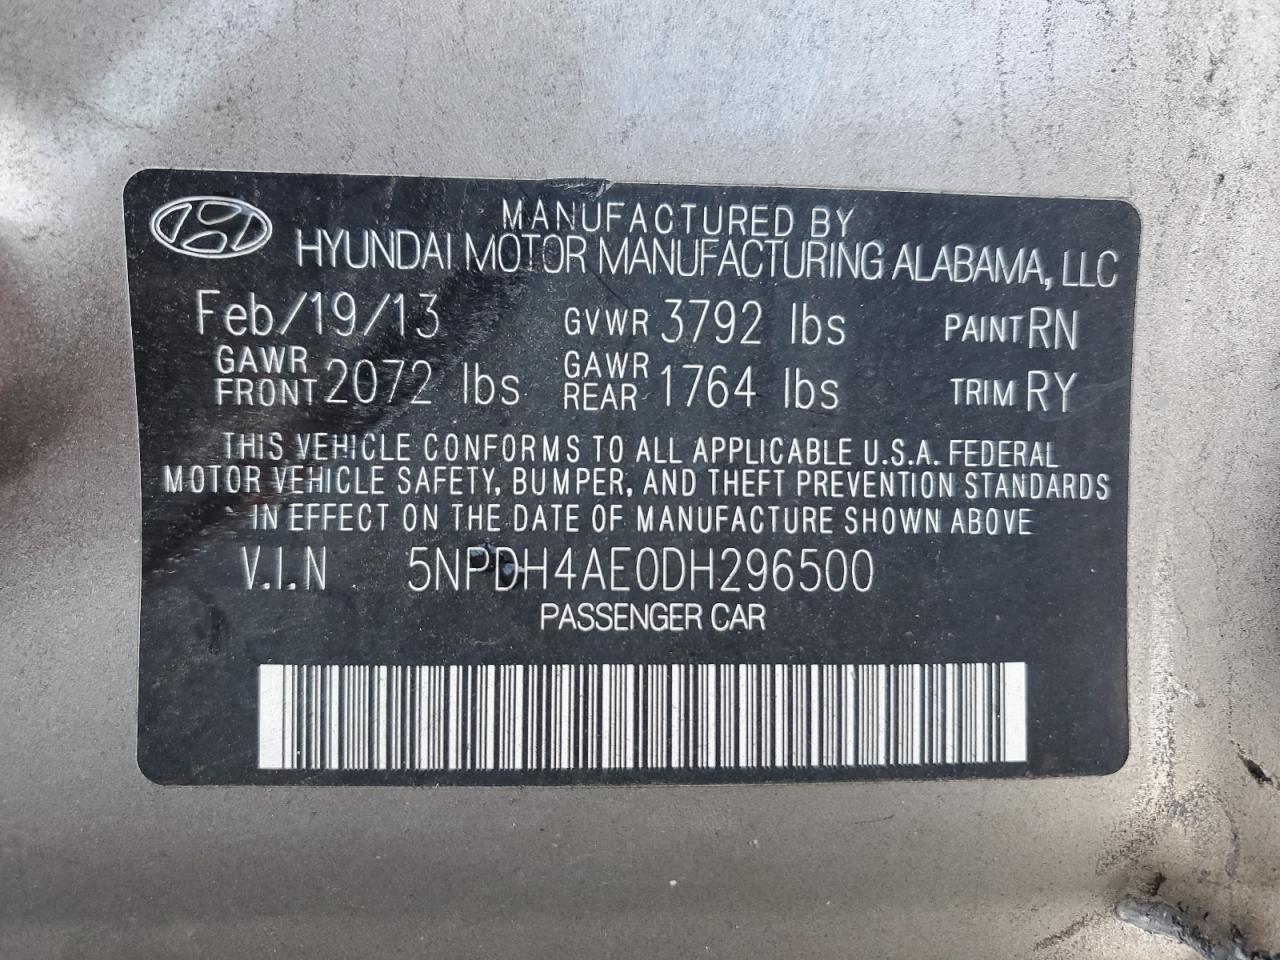 MANUFACTURED BY
HYUNDAI MOTOR MANUFACTURING ALABAMA, LLC
Feb/19/13 GVWR 3792 lbs PAINT RN
GAWR FRONT 2072 lbs GAWR REAR 1764 lbs TRIM RY
THIS VEHICLE CONFORMS TO ALL APPLICABLE U.S.A. FEDERAL
MOTOR VEHICLE SAFETY, BUMPER, AND THEFT PREVENTION STANDARDS
IN EFFECT ON THE DATE OF MANUFACTURE SHOWN ABOVE
V.I.N 5NPDH4AE0DH296500
PASSENGER CAR